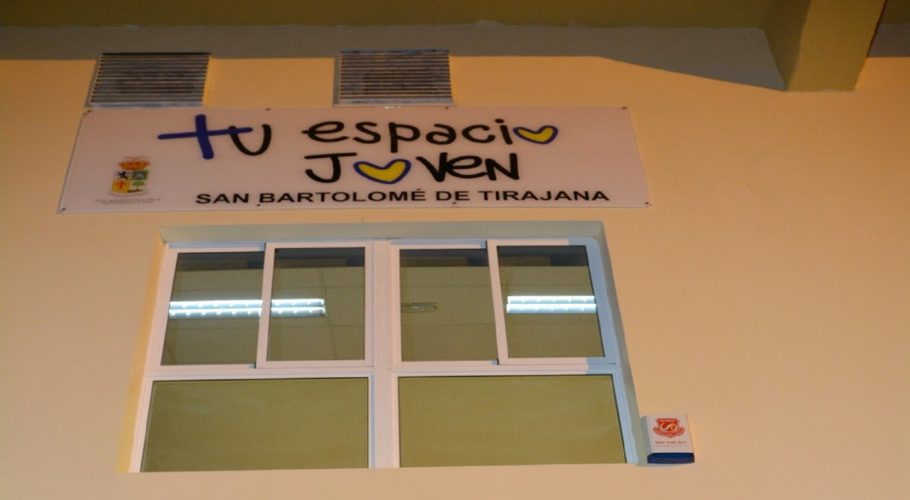 tu espacio
Joven
SAN BARTOLOMÉ DE TIRAJANA